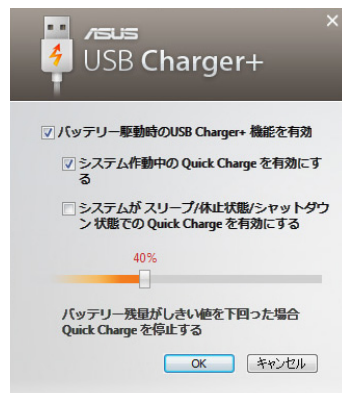 ASUS
USB Charger+
バッテリー駆動時のUSB Charger+ 機能を有効
システム作動中の Quick Charge を有効にす
る
システムが スリープ/休止状態/シャットダウ
ン 状態での Quick Charge を有効にする
40%
バッテリー残量がしきい値を下回った場合
Quick Charge を停止する
OK
キャンセル